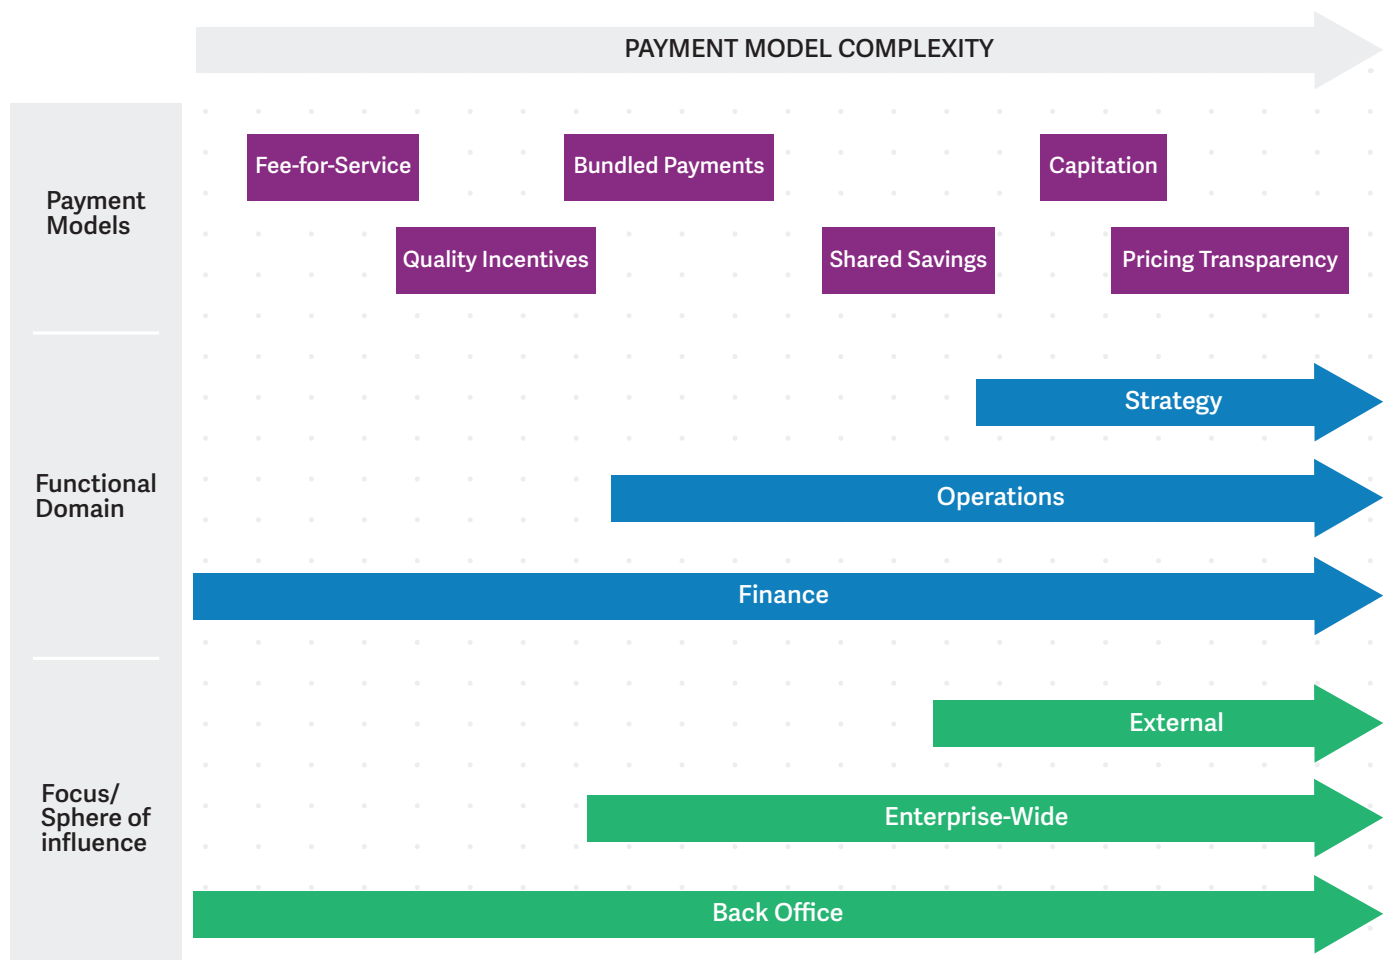 PAYMENT MODEL COMPLEXITY
Payment
Models
Fee-for-Service
Bundled Payments
Capitation
Quality Incentives
Shared Savings
Pricing Transparency
Functional
Domain
Strategy
Operations
Finance
Focus/
Sphere of
influence
External
Enterprise-Wide
Back Office